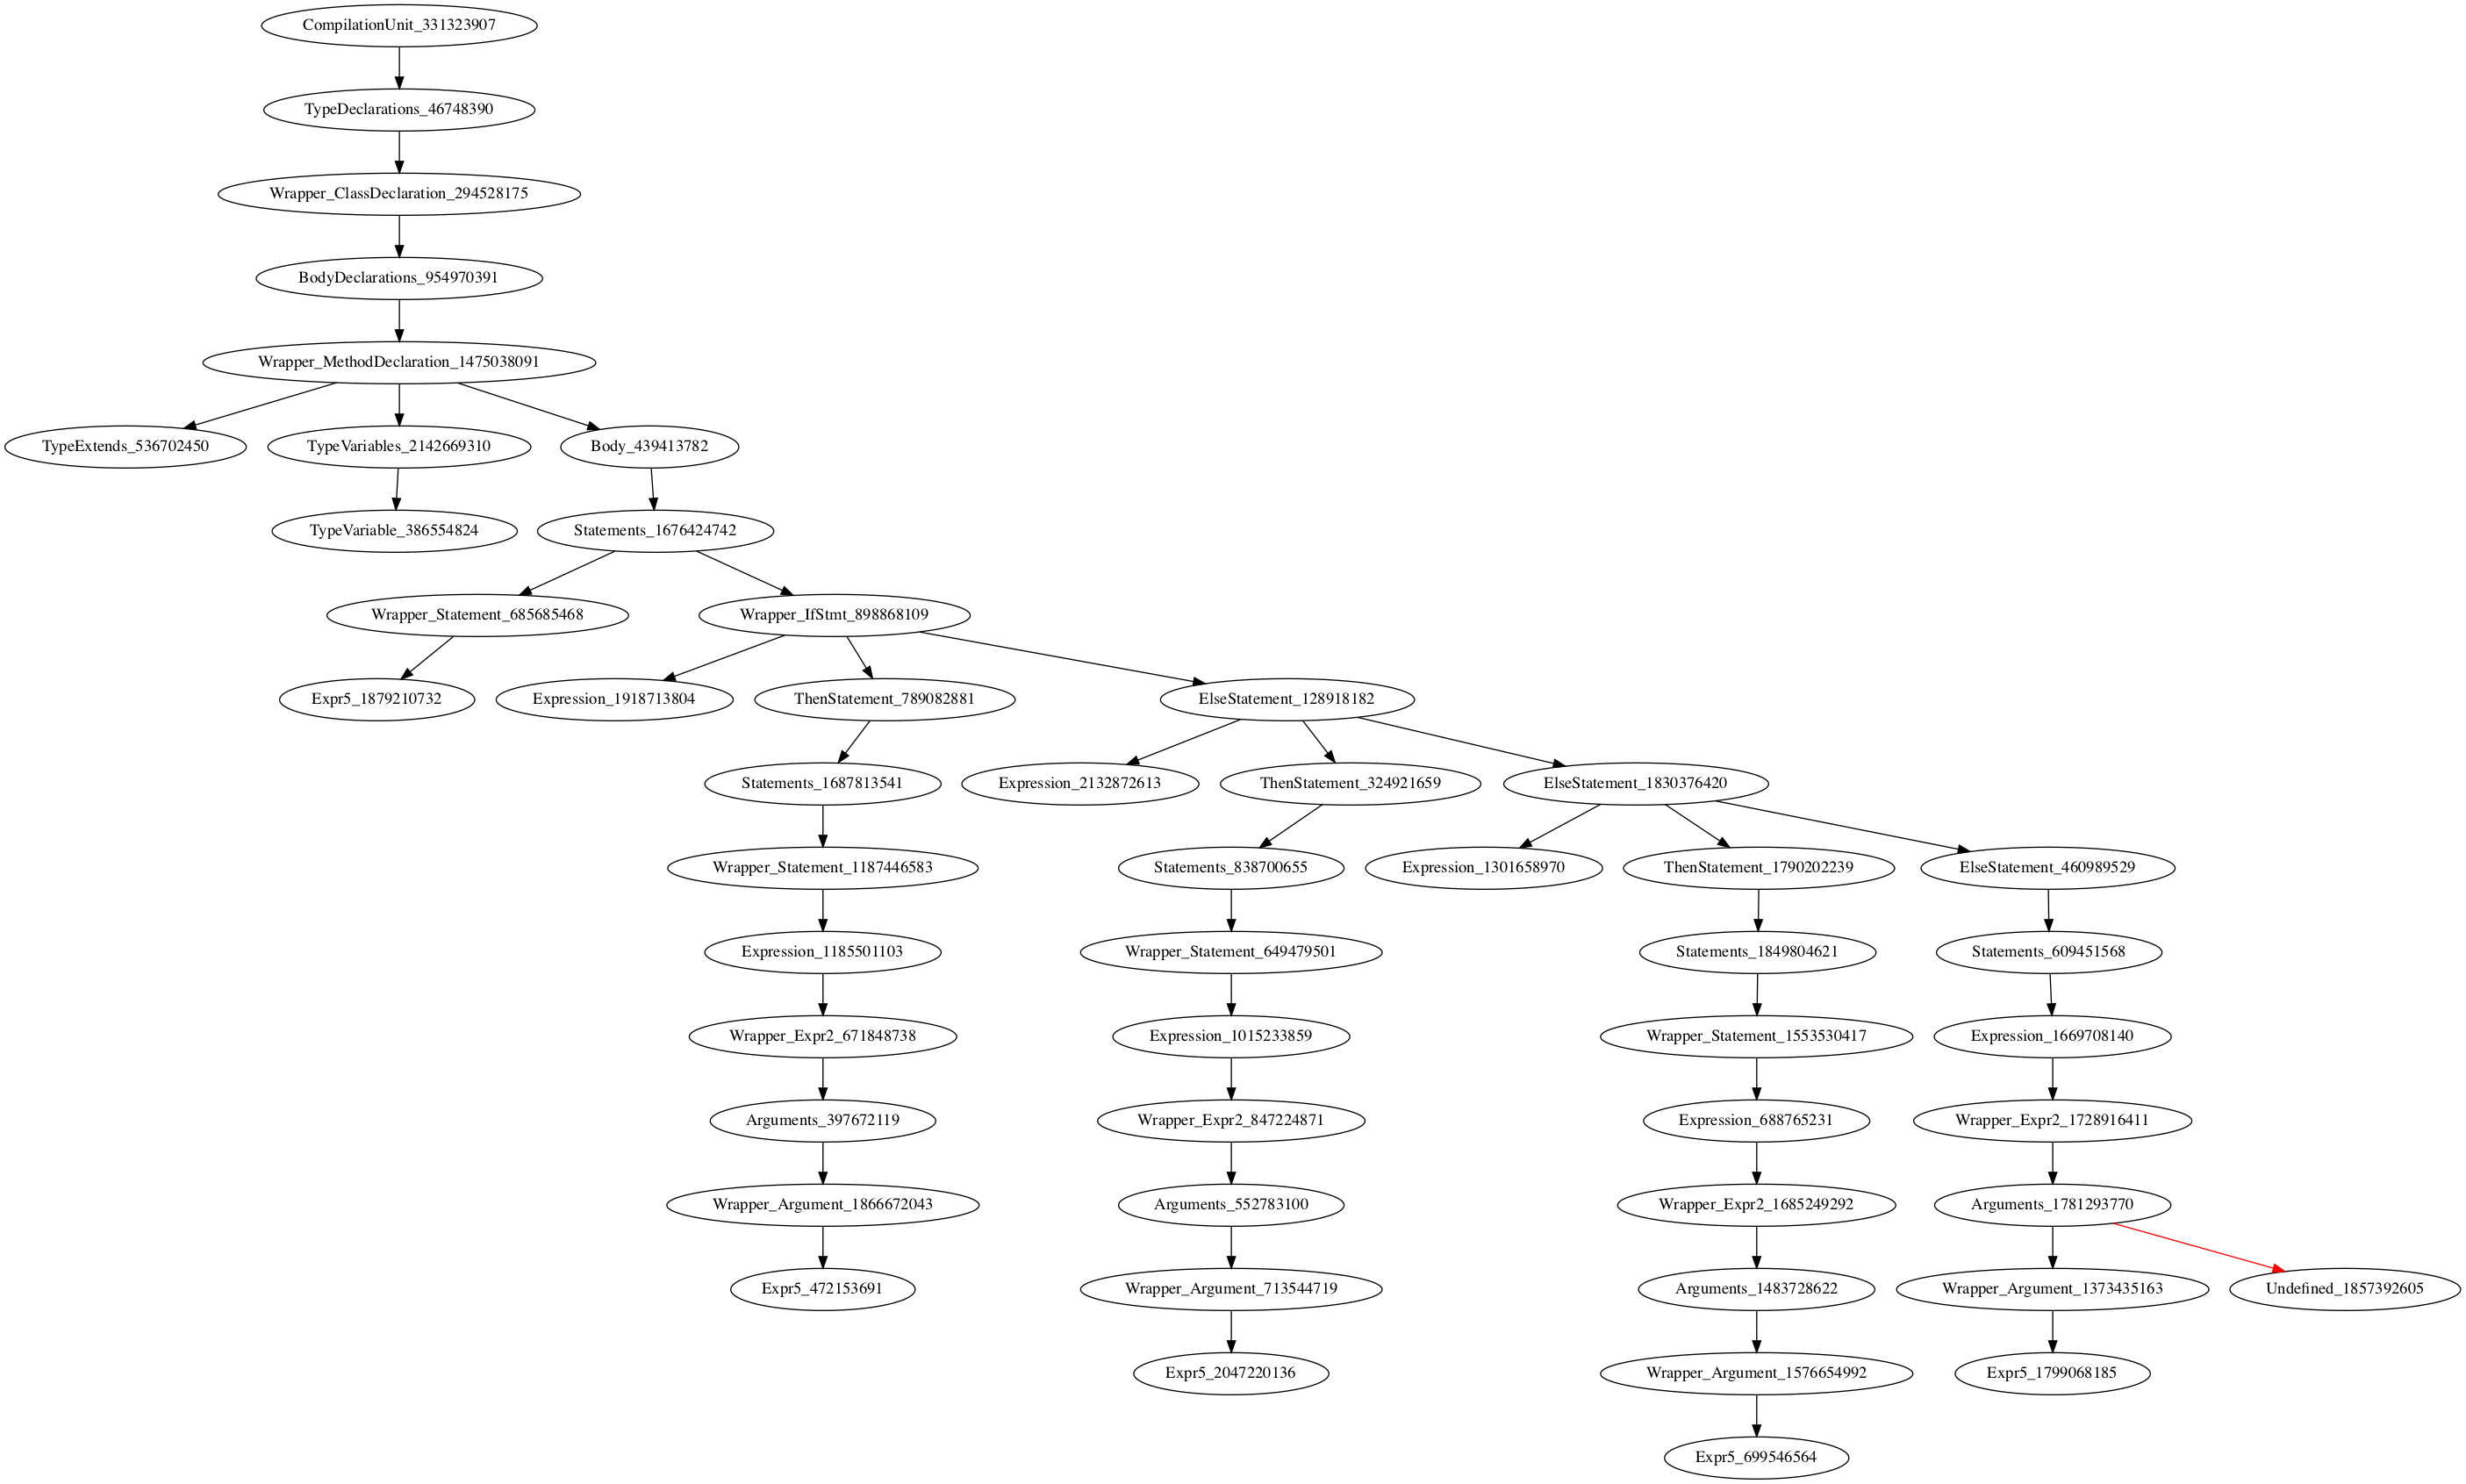 CompilationUnit_331323907
TypeDeclarations_46748390
Wrapper_ClassDeclaration_294528175
BodyDeclarations_954970391
Wrapper_MethodDeclaration_1475038091
TypeExtends_536702450
TypeVariables_2142669310
Body_439413782
TypeVariable_386554824
Statements_1676424742
Wrapper_Statement_685685468
Wrapper_IfStmt_898868109
Expr5_1879210732
Expression_1918713804
ThenStatement_789082881
ElseStatement_128918182
Statements_1687813541
Expression_2132872613
ThenStatement_324921659
ElseStatement_1830376420
Wrapper_Statement_1187446583
Statements_838700655
Expression_1301658970
ThenStatement_1790202239
ElseStatement_460989529
Expression_1185501103
Wrapper_Statement_649479501
Statements_1849804621
Statements_609451568
Wrapper_Expr2_671848738
Expression_1015233859
Wrapper_Statement_1553530417
Expression_1669708140
Arguments_397672119
Wrapper_Expr2_847224871
Expression_688765231
Wrapper_Expr2_1728916411
Wrapper_Argument_1866672043
Arguments_552783100
Wrapper_Expr2_1685249292
Arguments_1781293770
Expr5_472153691
Wrapper_Argument_713544719
Arguments_1483728622
Wrapper_Argument_1373435163
Undefined_1857392605
Expr5_2047220136
Wrapper_Argument_1576654992
Expr5_1799068185
Expr5_699546564